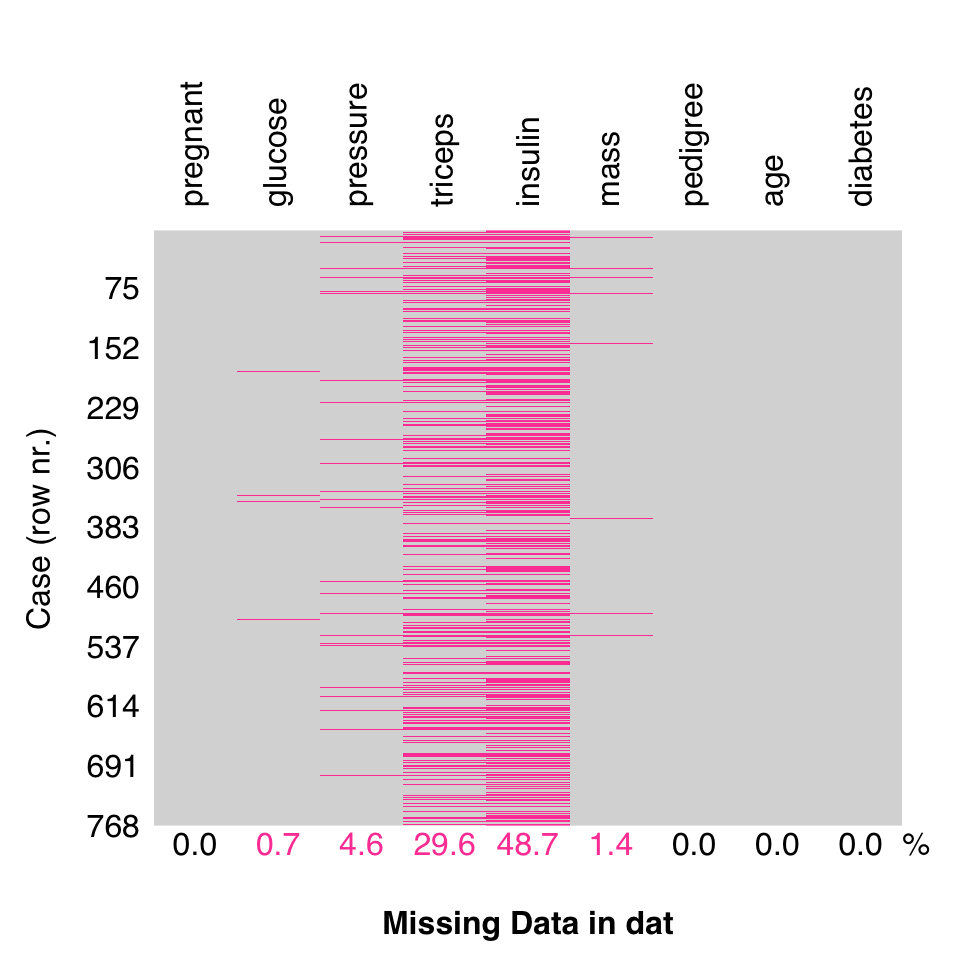 pregnant
glucose
pressure
triceps
insulin
mass
pedigree
age
diabetes
Case (row nr.)
75
152
229
306
383
460
537
614
691
768
0.0 0.7 4.6 29.6 48.7 1.4 0.0 0.0 0.0 %
Missing Data in dat